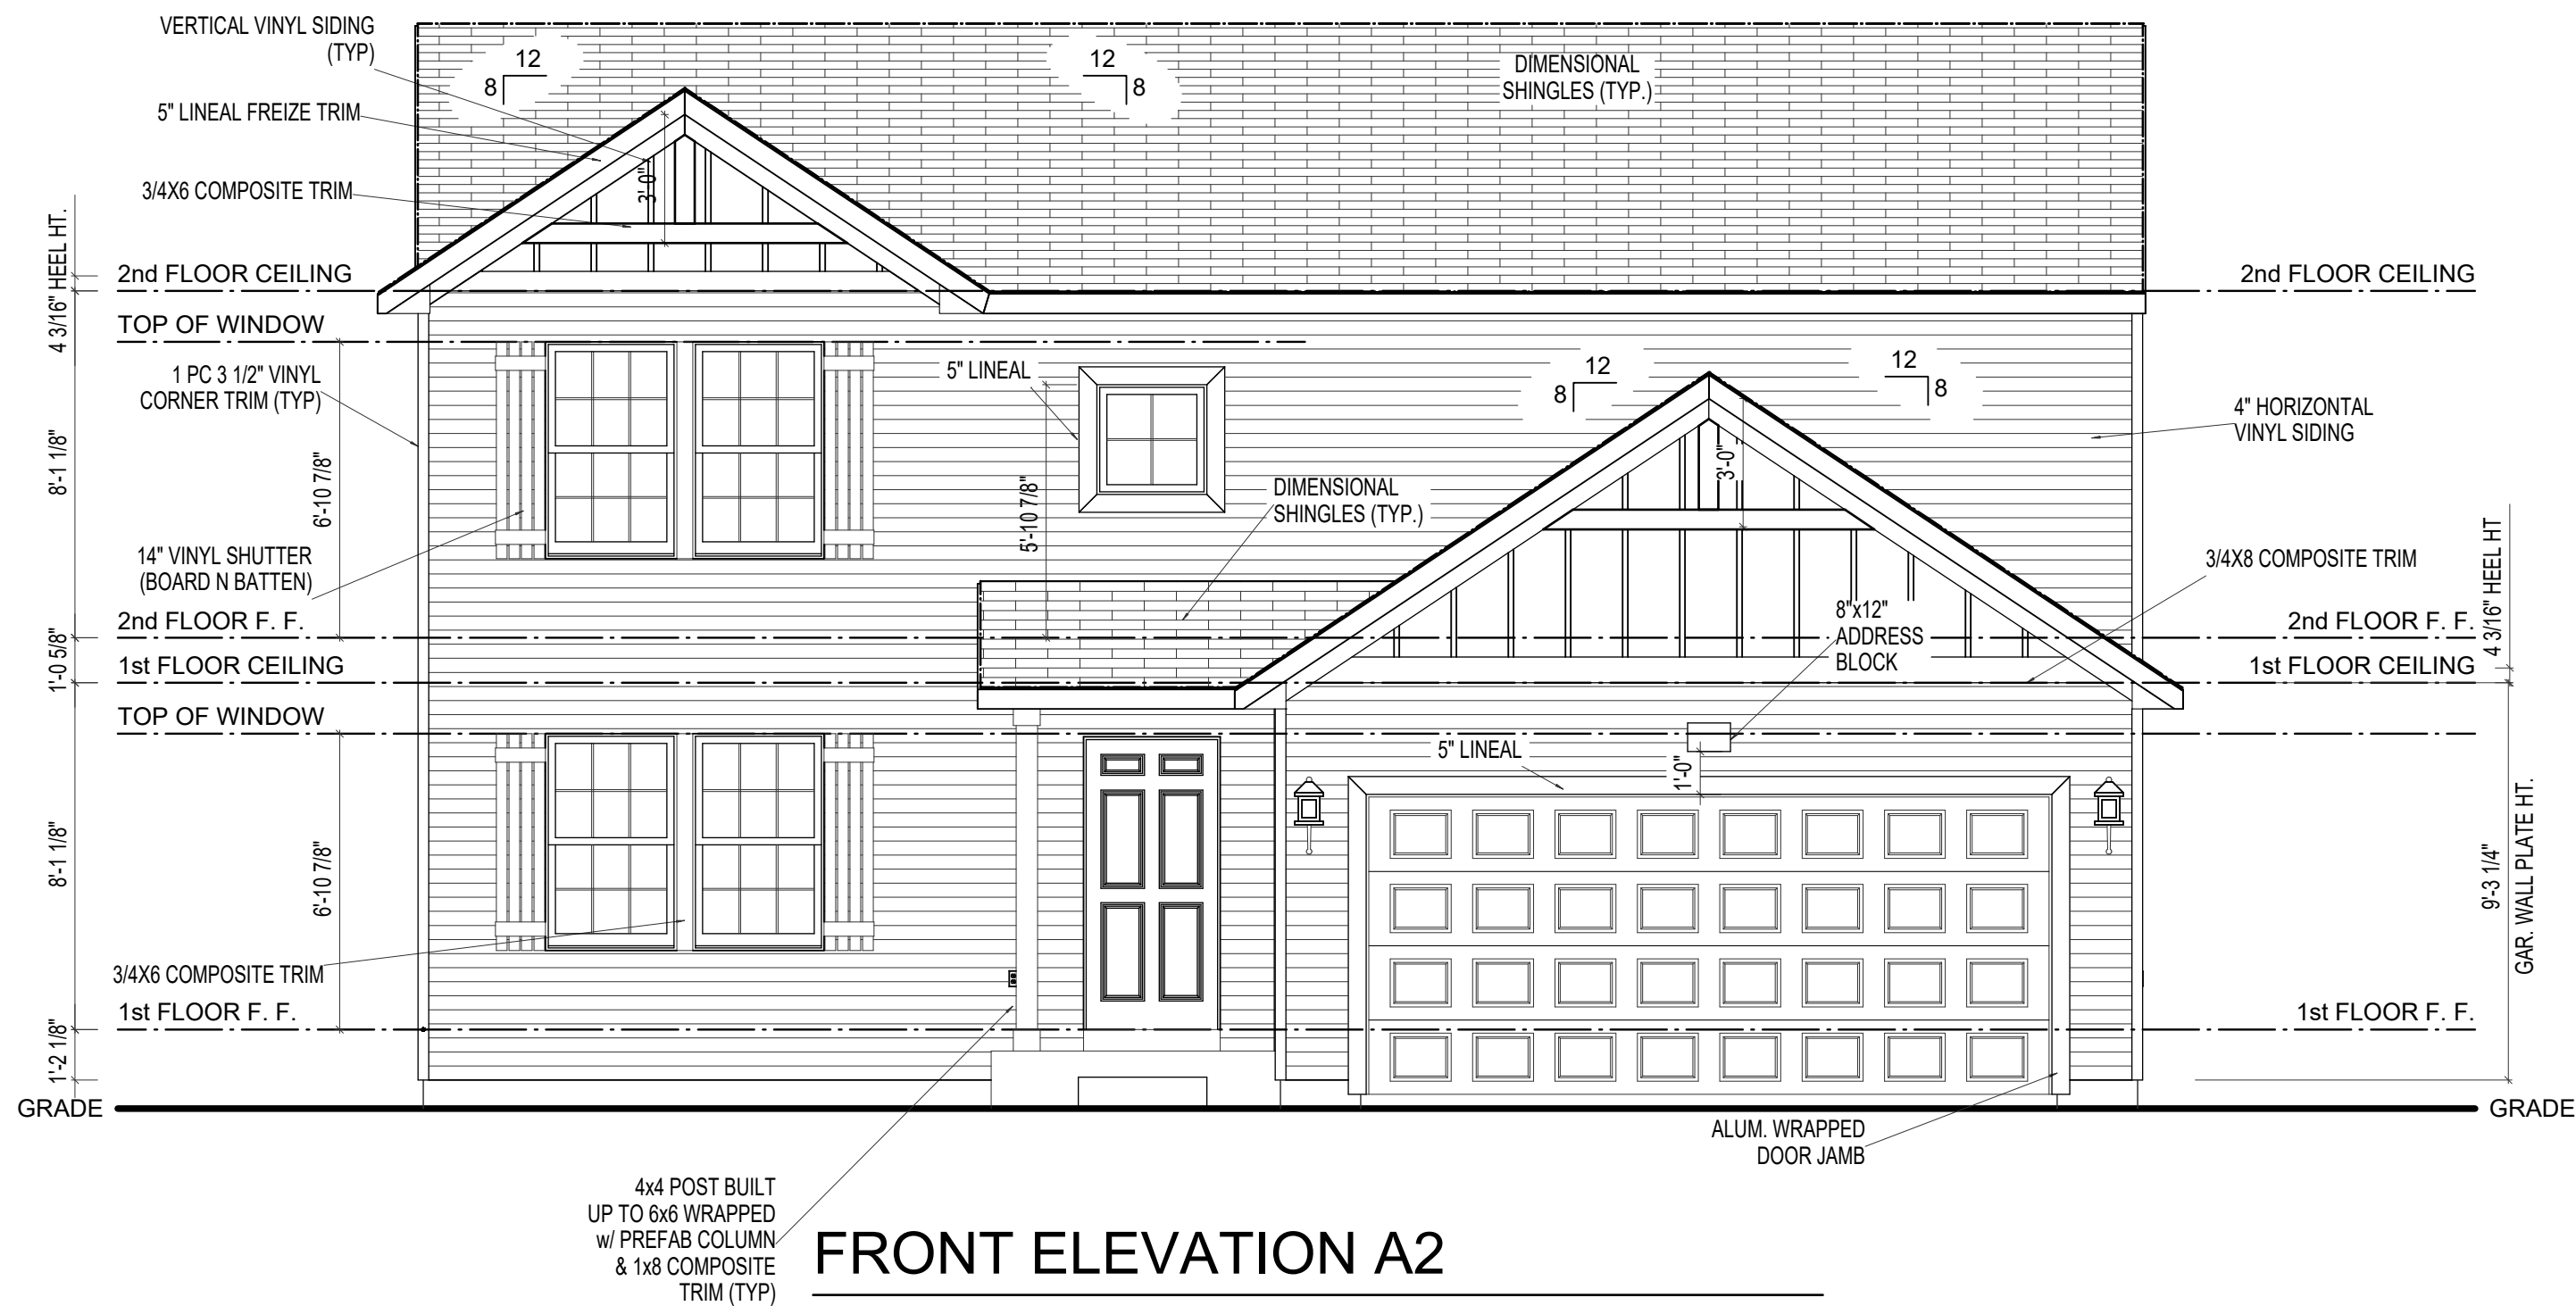 VERTICAL VINYL SIDING
(TYP)
12
8
12
8
DIMENSIONAL
SHINGLES (TYP.)
5" LINEAL FREIZE TRIM
3/4X6 COMPOSITE TRIM
3'-0"
4 3/16" HEEL HT.
2nd FLOOR CEILING
2nd FLOOR CEILING
TOP OF WINDOW
1 PC 3 1/2" VINYL
CORNER TRIM (TYP)
5" LINEAL
12
8
12
8
4" HORIZONTAL
VINYL SIDING
8'-1 1/8"
6'-10 7/8"
5'-10 7/8"
DIMENSIONAL
SHINGLES (TYP.)
3'-0"
14" VINYL SHUTTER
(BOARD N BATTEN)
3/4X8 COMPOSITE TRIM
4 3/16" HEEL HT
8"x12"
ADDRESS
BLOCK
2nd FLOOR F. F.
2nd FLOOR F. F.
1'-0 5/8"
1st FLOOR CEILING
1st FLOOR CEILING
TOP OF WINDOW
5" LINEAL
1'-0"
8'-1 1/8"
6'-10 7/8"
9'-3 1/4"
GAR. WALL PLATE HT.
3/4X6 COMPOSITE TRIM
1st FLOOR F. F.
1st FLOOR F. F.
1'-2 1/8"
GRADE
GRADE
ALUM. WRAPPED
DOOR JAMB
4x4 POST BUILT
UP TO 6x6 WRAPPED
w/ PREFAB COLUMN
& 1x8 COMPOSITE
TRIM (TYP)
FRONT ELEVATION A2